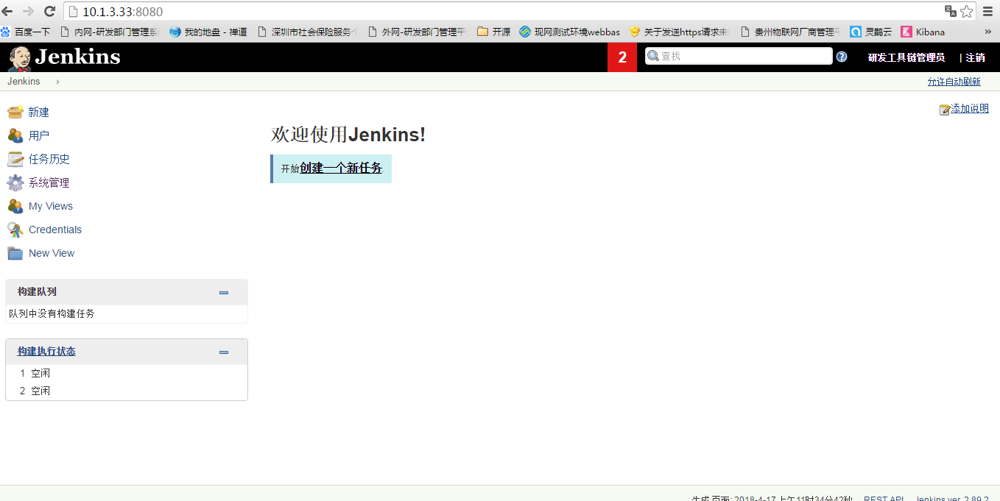 10.1.3.33:8080
百度一下 内网-研发部门管理系 我的地盘 - 禅道 深圳市社会保险服务 外网-研发部门管理平 开源 现网测试环境webbas 关于发送https请求未 贵州物联网厂商管理平 灵鹊云 Kibana »
Jenkins 2 查找 研发工具链管理员 | 注销
Jenkins 允许自动刷新
添加说明
新建
用户
任务历史
系统管理
My Views
Credentials
New View
欢迎使用Jenkins!
开始创建一个新任务.
构建队列
队列中没有构建任务
构建执行状态
1 空闲
2 空闲
生成 页面: 2018-4-17 上午11时34分42秒 REST API Jenkins ver. 2.89.2